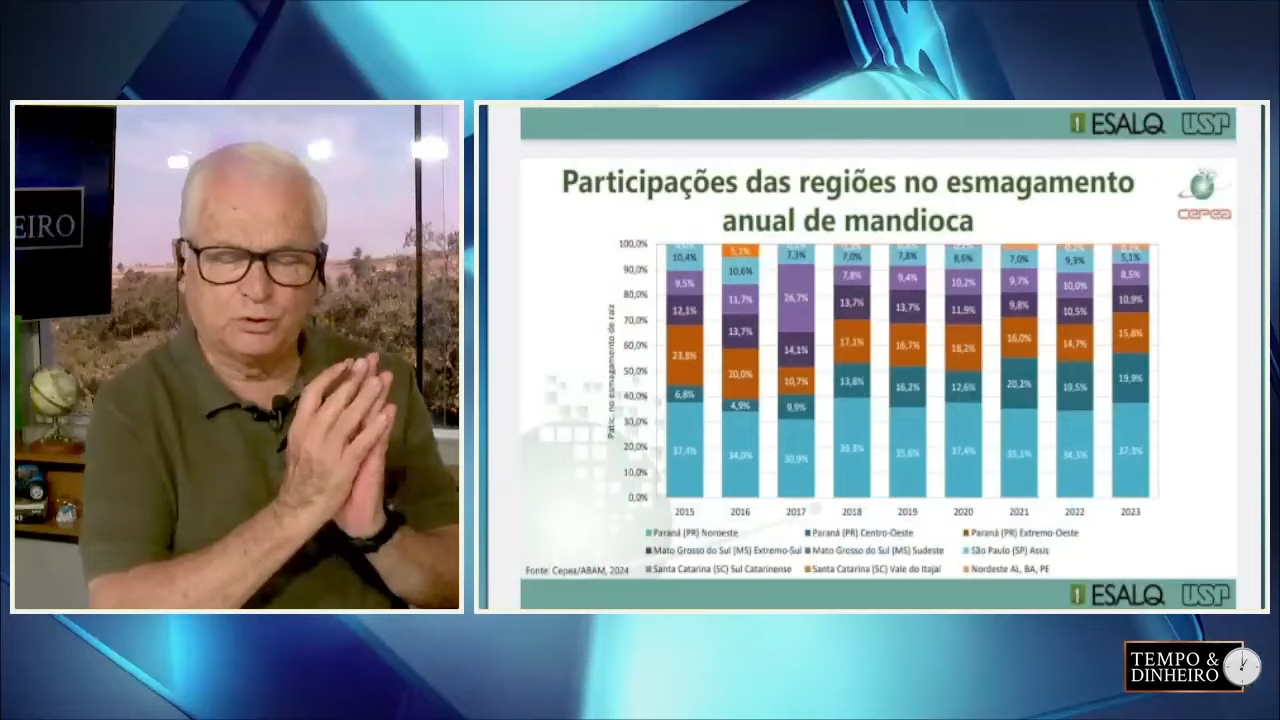 EIRO
ESALQ USP
Participações das regiões no esmagamento
anual de mandioca
CEPEA
Patic. no esmagamento de raiz
100,0%
90,0%
80,0%
70,0%
60,0%
50,0%
40,0%
30,0%
20,0%
10,0%
0,0%
10,4% 10,6% 7,3% 7,0% 7,8% 8,6% 7,0% 9,3% 5,1%
5,1%
9,5% 11,7% 26,7% 7,8% 9,4% 10,2% 9,7% 10,0% 8,5%
12,1% 13,7% 14,1% 13,7% 13,7% 11,9% 9,8% 10,5% 10,9%
23,8% 20,0% 10,7% 17,1% 16,7% 18,2% 16,0% 14,7% 15,8%
6,8% 4,9% 9,9% 13,8% 16,2% 12,6% 20,2% 19,5% 19,9%
37,4% 34,0% 30,9% 39,3% 35,6% 37,4% 35,1% 34,3% 37,3%
2015 2016 2017 2018 2019 2020 2021 2022 2023
Paraná (PR) Noroeste Paraná (PR) Centro-Oeste Paraná (PR) Extremo-Oeste
Mato Grosso do Sul (MS) Extremo-Sul Mato Grosso do Sul (MS) Sudeste São Paulo (SP) Assis
Santa Catarina (SC) Sul Catarinense Santa Catarina (SC) Vale do Itajaí Nordeste AL, BA, PE
Fonte: Cepea/ABAM, 2024
ESALQ USP
TEMPO &
DINHEIRO